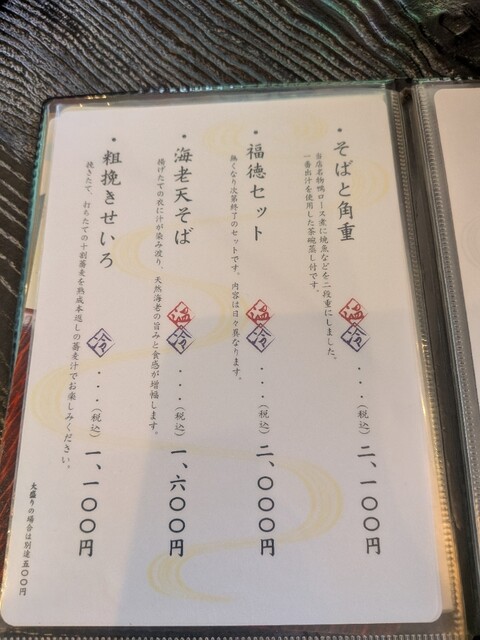 ・そばと角重 温 冷 ・・・(税込)二、一〇〇円
当店名物鴨ロース煮に焼魚などを二段重にしました。
一番出汁を使用した茶碗蒸し付です。
・福徳セット 温 冷 ・・・(税込)二、〇〇〇円
無くなり次第終了のセットです。内容は日々異なります。
・海老天そば 温 冷 ・・・(税込)一、六〇〇円
揚げたての衣に汁が染み渡り、天然海老の旨みと食感が増幅します。
・粗挽きせいろ 冷 ・・・(税込)一、一〇〇円
挽きたて、打ちたての十割蕎麦を熟成本返しの蕎麦汁でお楽しみください。
大盛りの場合は別途五〇〇円